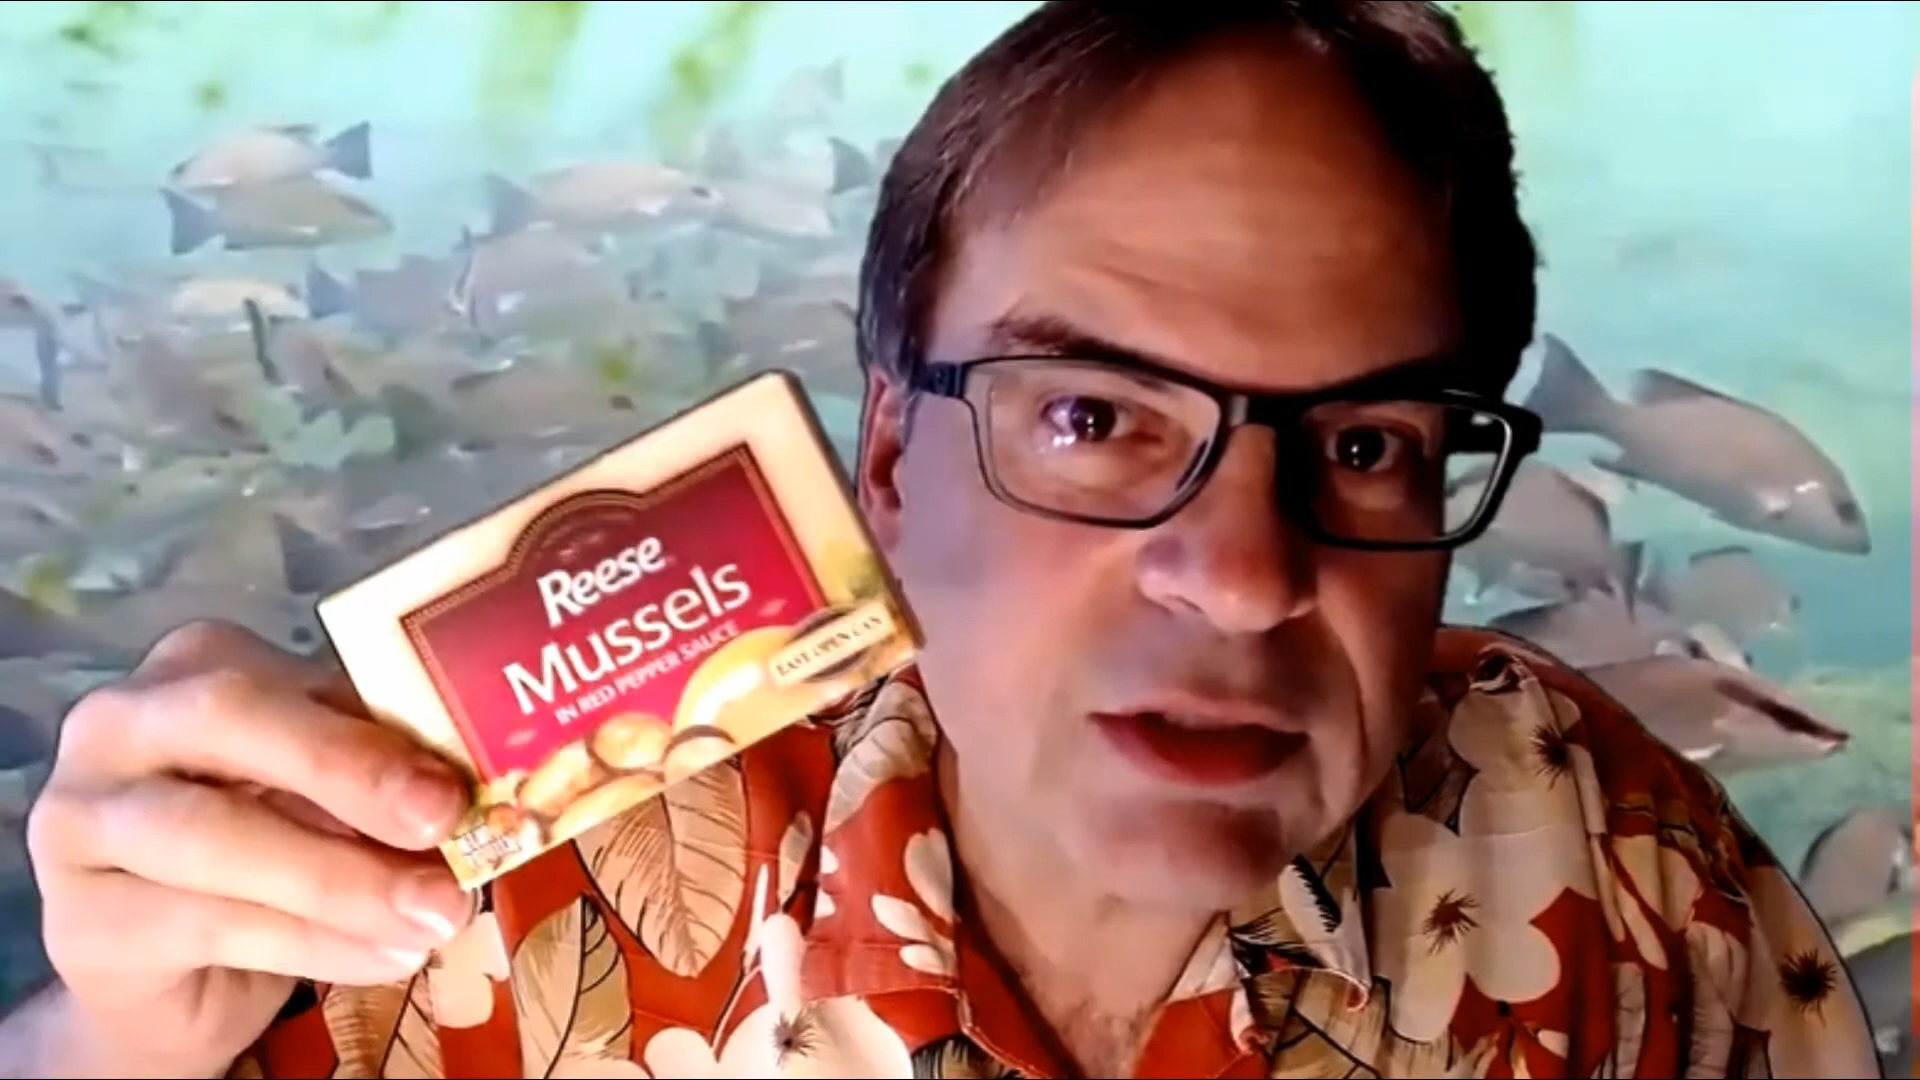 Reese
Mussels
IN RED PEPPER SAUCE
EASY OPEN CAN